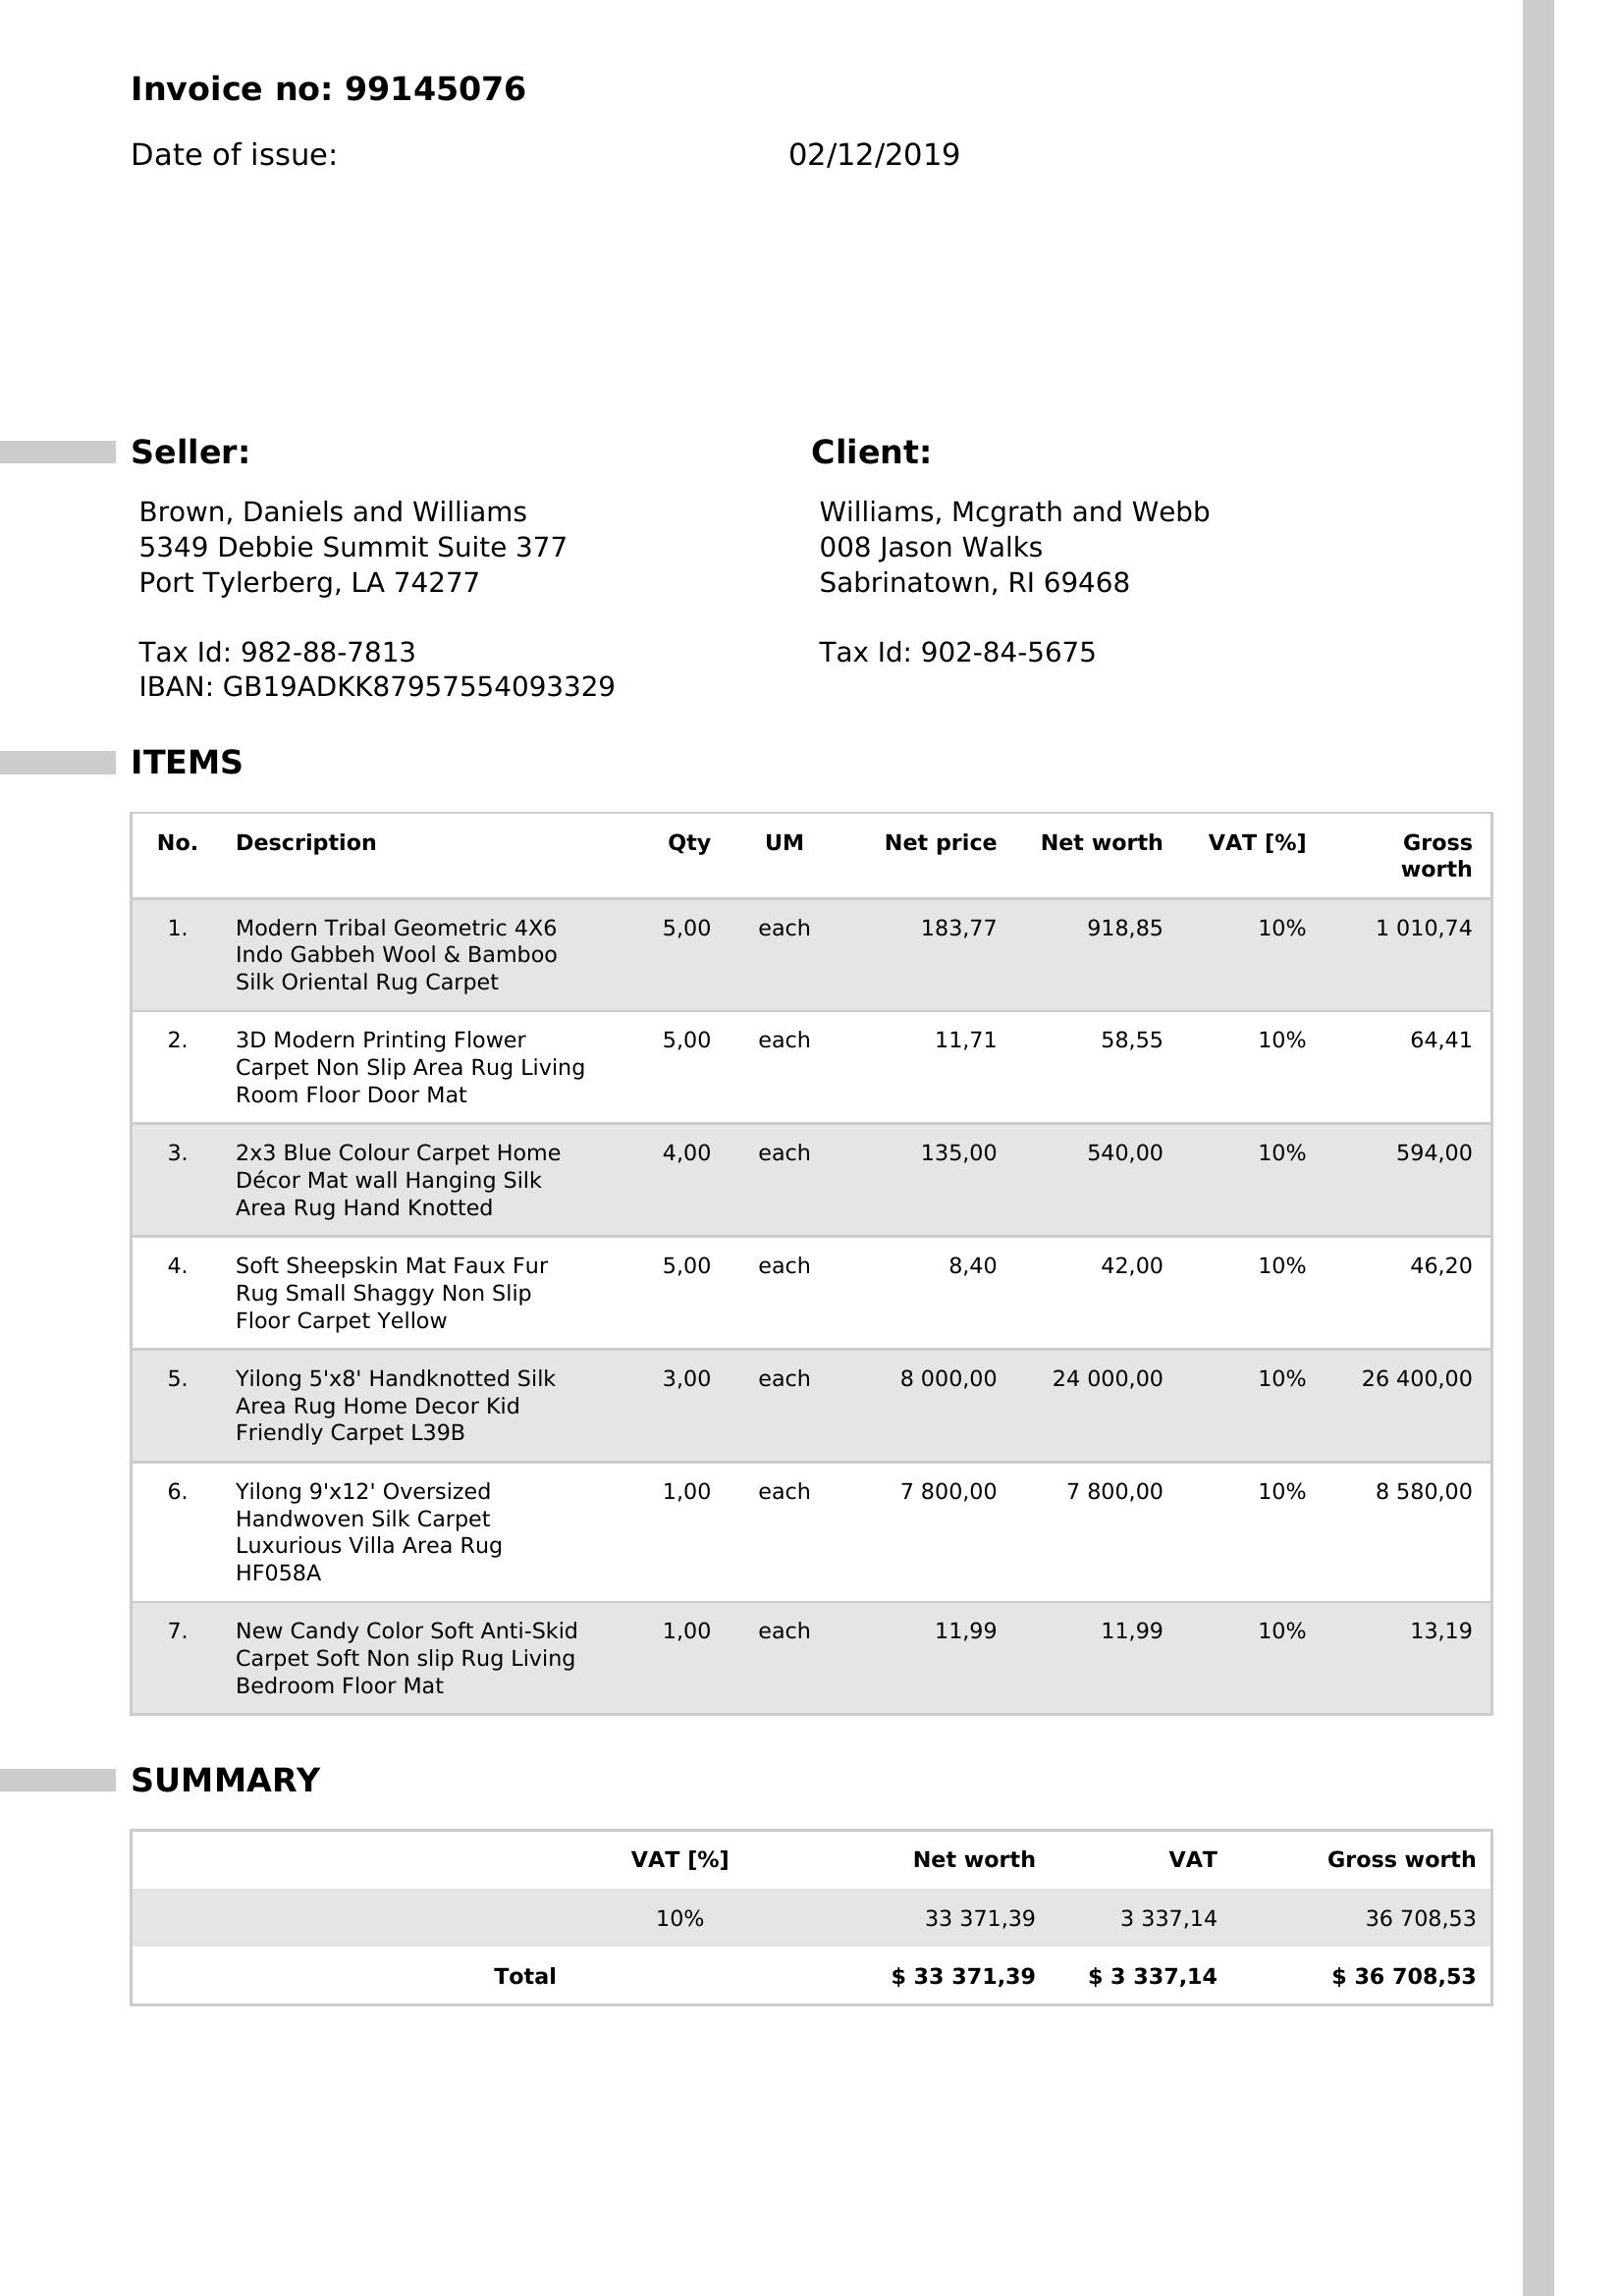 Invoice no: 99145076
Date of issue: 02/12/2019
Seller:
Brown, Daniels and Williams
5349 Debbie Summit Suite 377
Port Tylerberg, LA 74277
Tax Id: 982-88-7813
IBAN: GB19ADKK87957554093329
Client:
Williams, Mcgrath and Webb
008 Jason Walks
Sabrinatown, RI 69468
Tax Id: 902-84-5675
ITEMS
No. Description Qty UM Net price Net worth VAT [%] Gross
worth
1. Modern Tribal Geometric 4X6 5,00 each 183,77 918,85 10% 1 010,74
Indo Gabbeh Wool & Bamboo
Silk Oriental Rug Carpet
2. 3D Modern Printing Flower 5,00 each 11,71 58,55 10% 64,41
Carpet Non Slip Area Rug Living
Room Floor Door Mat
3. 2x3 Blue Colour Carpet Home 4,00 each 135,00 540,00 10% 594,00
Décor Mat wall Hanging Silk
Area Rug Hand Knotted
4. Soft Sheepskin Mat Faux Fur 5,00 each 8,40 42,00 10% 46,20
Rug Small Shaggy Non Slip
Floor Carpet Yellow
5. Yilong 5'x8' Handknotted Silk 3,00 each 8 000,00 24 000,00 10% 26 400,00
Area Rug Home Decor Kid
Friendly Carpet L39B
6. Yilong 9'x12' Oversized 1,00 each 7 800,00 7 800,00 10% 8 580,00
Handwoven Silk Carpet
Luxurious Villa Area Rug
HF058A
7. New Candy Color Soft Anti-Skid 1,00 each 11,99 11,99 10% 13,19
Carpet Soft Non slip Rug Living
Bedroom Floor Mat
SUMMARY
VAT [%] Net worth VAT Gross worth
10% 33 371,39 3 337,14 36 708,53
Total $ 33 371,39 $ 3 337,14 $ 36 708,53